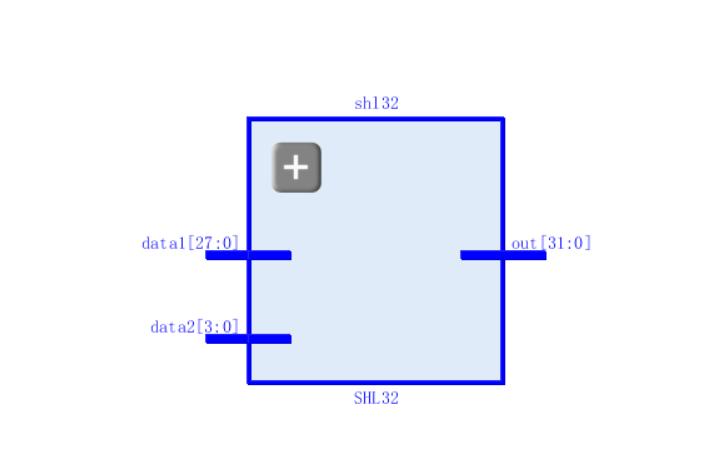 shl32
data1[27:0]
out[31:0]
data2[3:0]
SHL32